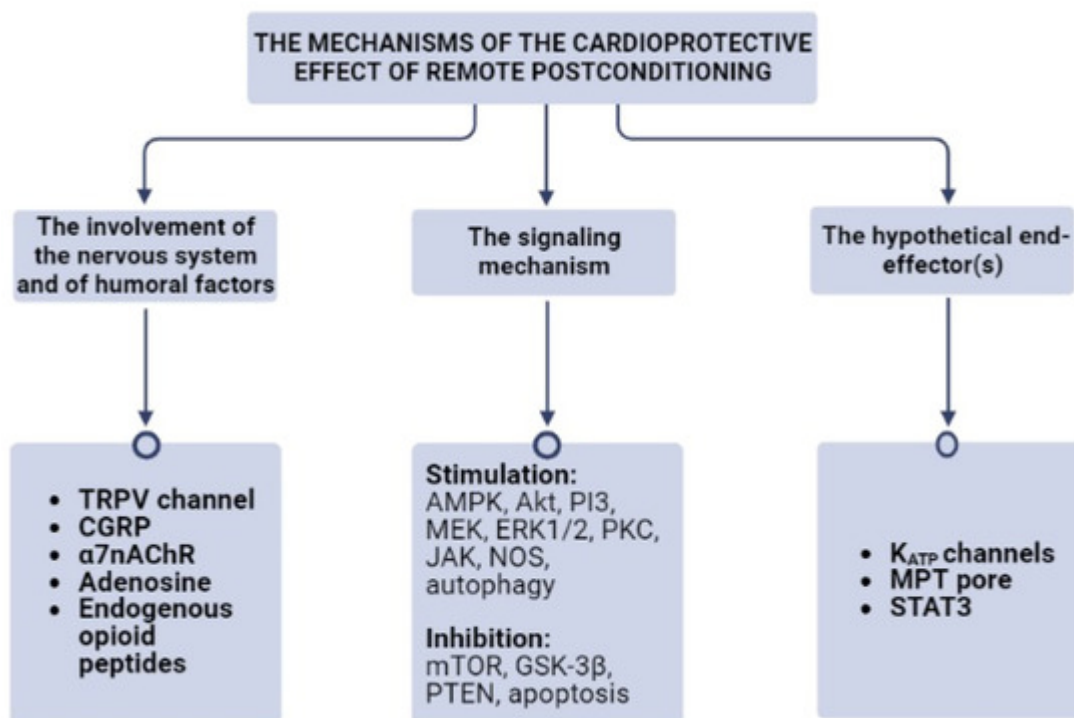 THE MECHANISMS OF THE CARDIOPROTECTIVE
EFFECT OF REMOTE POSTCONDITIONING
The involvement of
the nervous system
and of humoral factors
The signaling
mechanism
The hypothetical end-
effector(s)
• TRPV channel
• CGRP
• α7nAChR
• Adenosine
• Endogenous
opioid
peptides
Stimulation:
AMPK, Akt, PI3,
MEK, ERK1/2, PKC,
JAK, NOS,
autophagy
Inhibition:
mTOR, GSK-3β,
PTEN, apoptosis
• KATP channels
• MPT pore
• STAT3